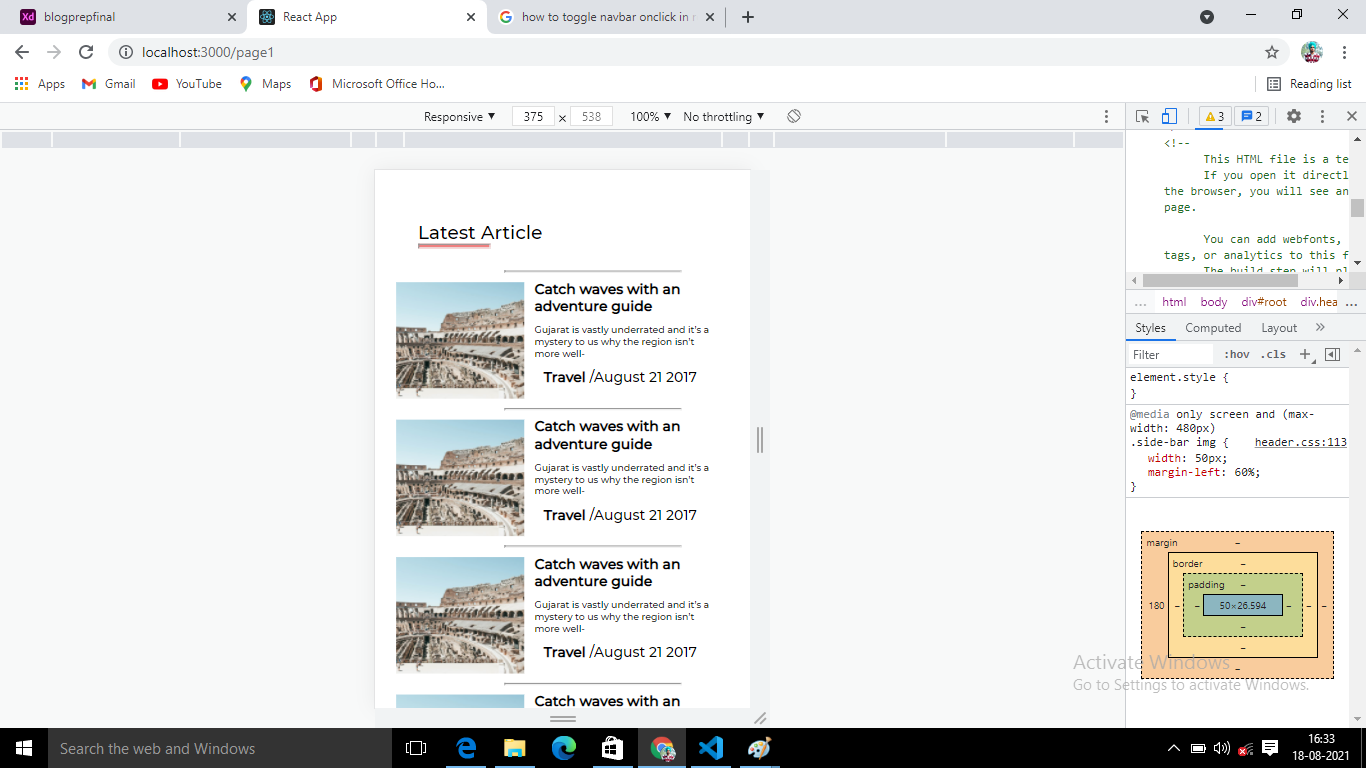 blogprepfinal
React App
how to toggle navbar onclick in r
localhost:3000/page1
Apps
Gmail
YouTube
Maps
Microsoft Office Ho...
Reading list
Responsive ▼
375 x 538
100% ▼
No throttling ▼
3
2
Latest Article
Catch waves with an
adventure guide
Gujarat is vastly underrated and it's a
mystery to us why the region isn't
more well-
Travel /August 21 2017
Catch waves with an
adventure guide
Gujarat is vastly underrated and it's a
mystery to us why the region isn't
more well-
Travel /August 21 2017
Catch waves with an
adventure guide
Gujarat is vastly underrated and it's a
mystery to us why the region isn't
more well-
Travel /August 21 2017
Catch waves with an
<!--
This HTML file is a te
If you open it directl
the browser, you will see an
page.
You can add webfonts,
tags, or analytics to this f
The build step will pl
... html body div#root div.hea ...
Styles Computed Layout »
Filter :hov .cls +
element.style {
}
@media only screen and (max-
width: 480px)
.side-bar img { header.css:113
width: 50px;
margin-left: 60%;
}
margin –
border –
padding –
180 – – 50×26.594 – – –
–
–
–
Activate Windows
Go to Settings to activate Windows.
Search the web and Windows
16:33
18-08-2021